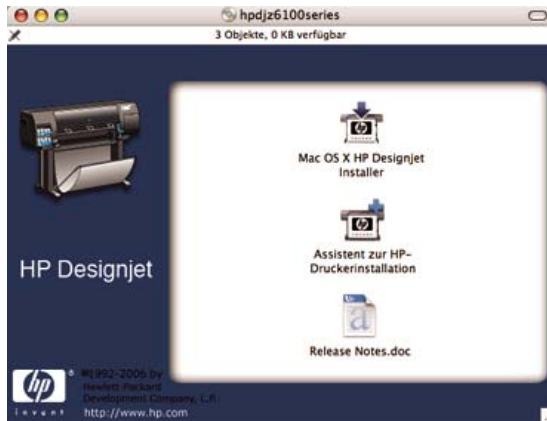 hpdjz6100series
3 Objekte, 0 KB verfügbar
Mac OS X HP Designjet
Installer
Assistent zur HP-
Druckerinstallation
HP Designjet
a
Release Notes.doc
hp
®
©1992-2006 by
Hewlett-Packard
Development Company, L.P.
invent
http://www.hp.com